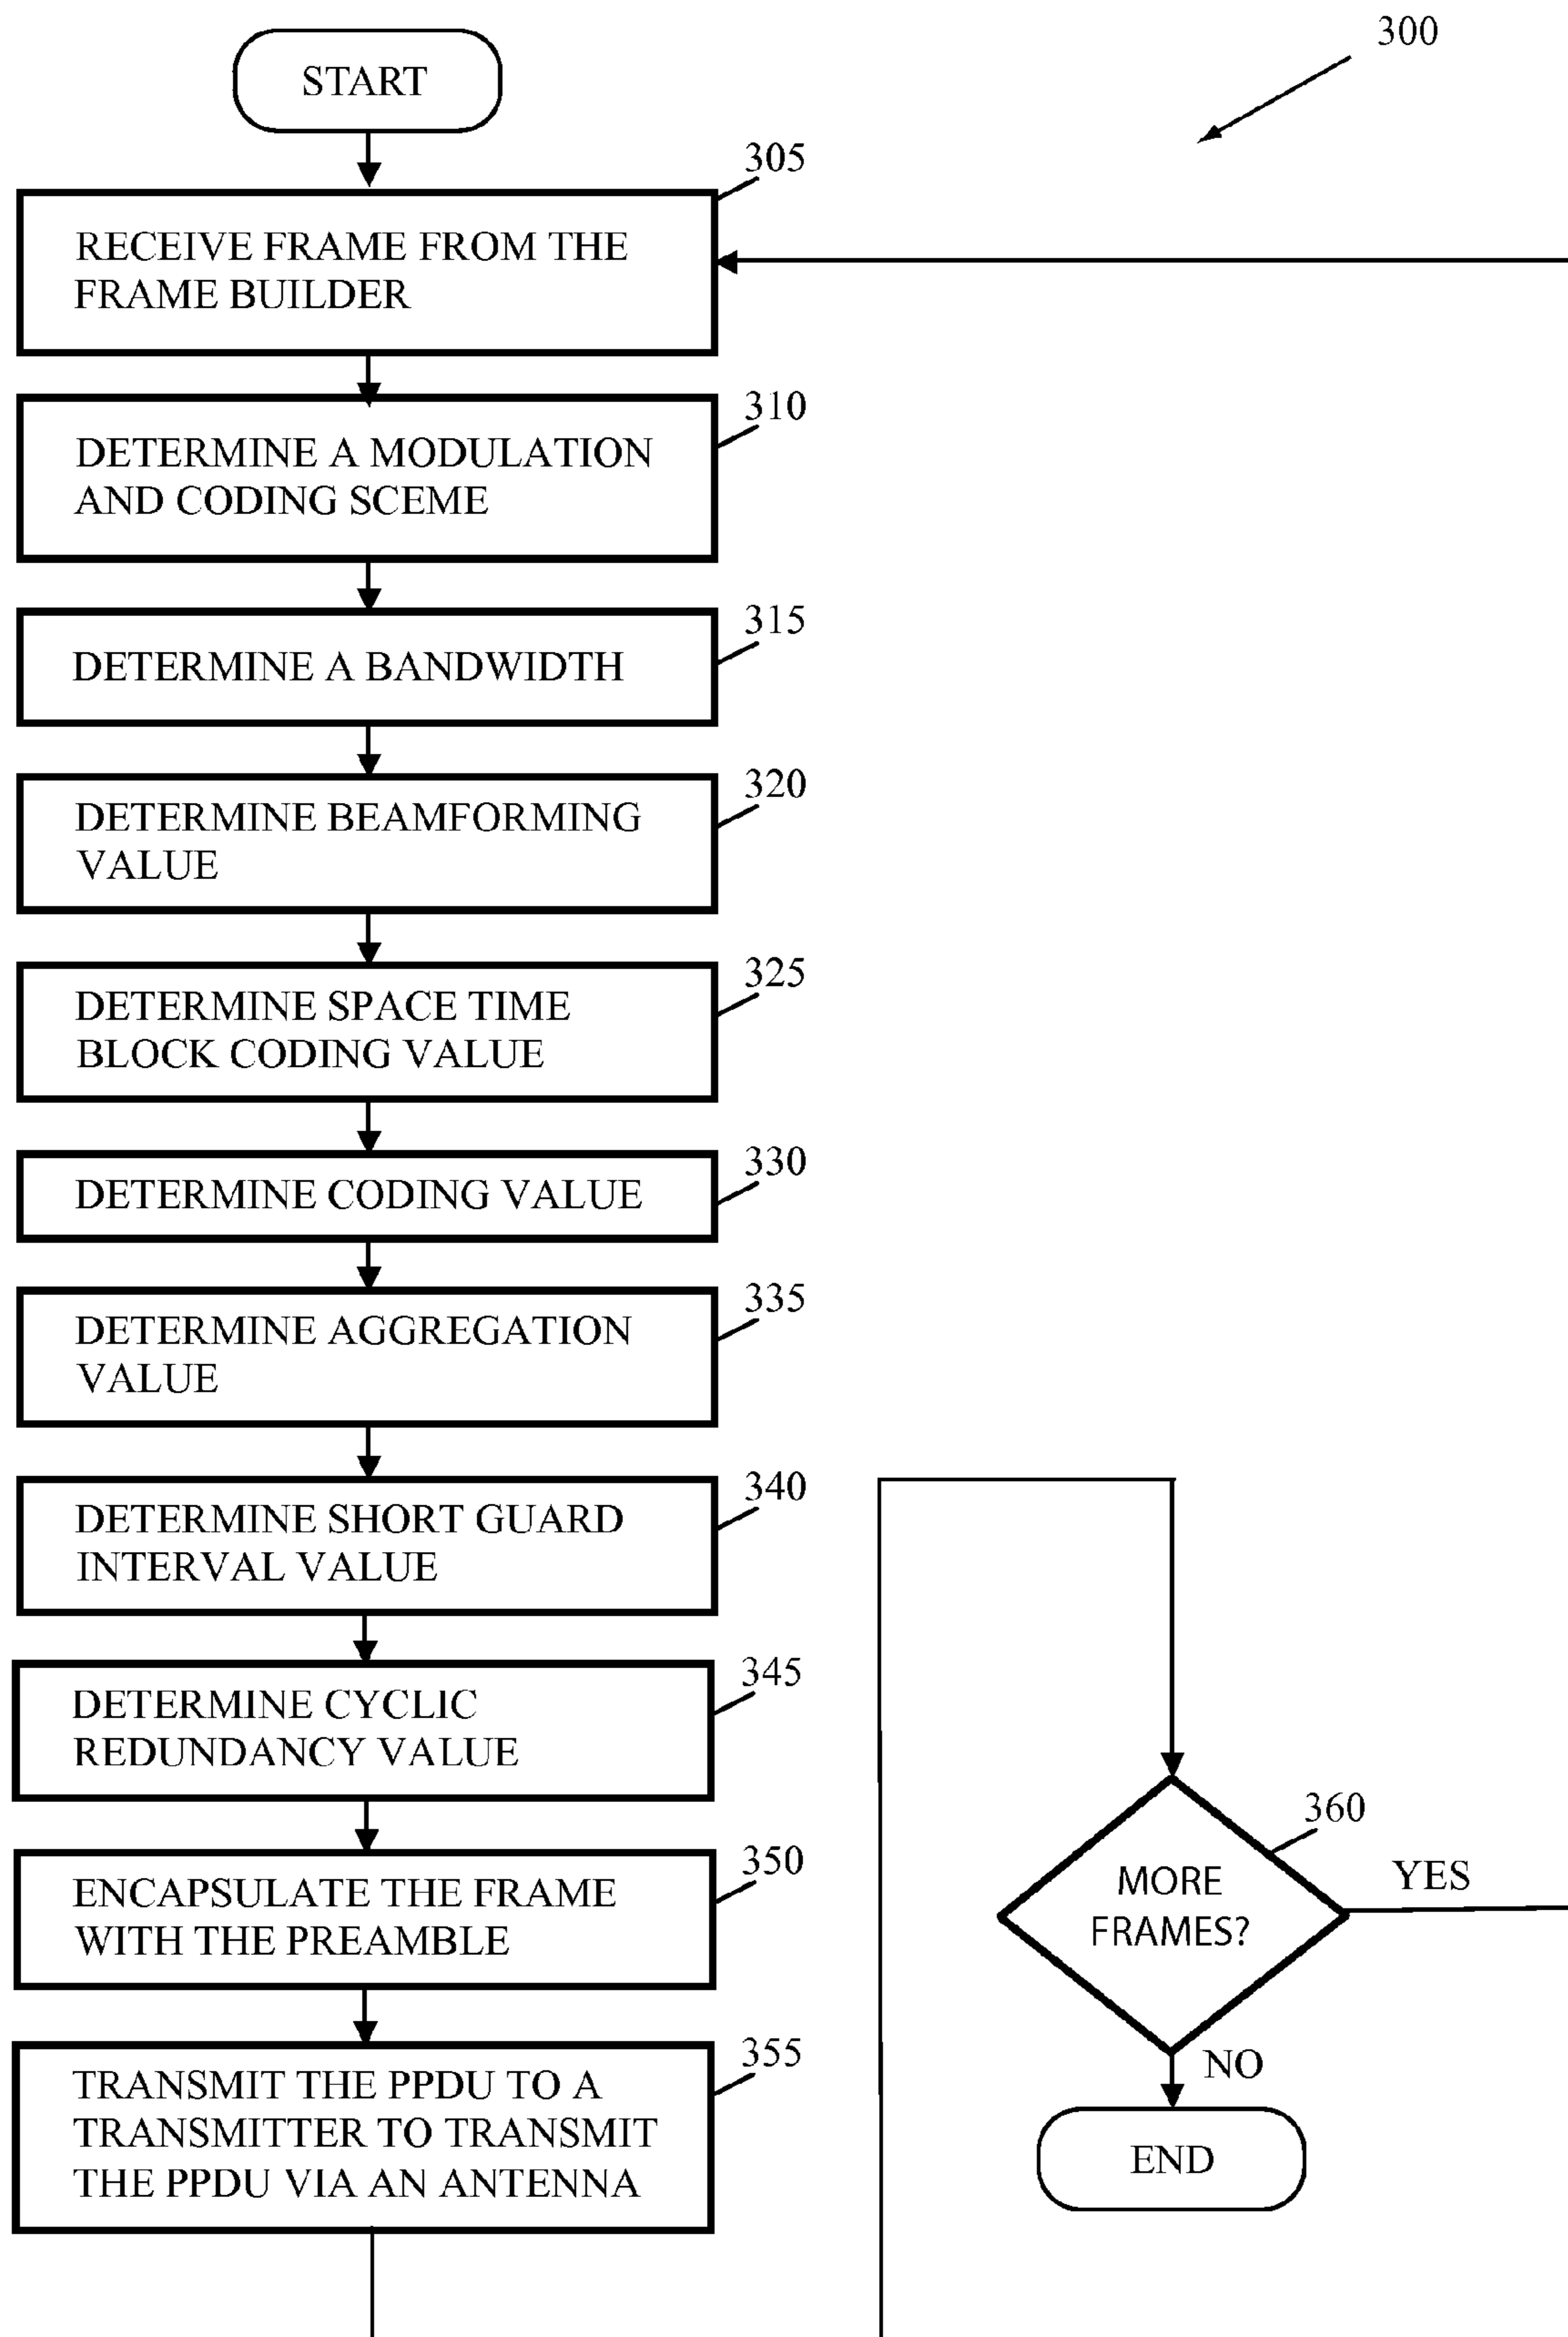 300
START
305
RECEIVE FRAME FROM THE
FRAME BUILDER
310
DETERMINE A MODULATION
AND CODING SCEME
315
DETERMINE A BANDWIDTH
320
DETERMINE BEAMFORMING
VALUE
325
DETERMINE SPACE TIME
BLOCK CODING VALUE
330
DETERMINE CODING VALUE
335
DETERMINE AGGREGATION
VALUE
340
DETERMINE SHORT GUARD
INTERVAL VALUE
345
DETERMINE CYCLIC
REDUNDANCY VALUE
350
ENCAPSULATE THE FRAME
WITH THE PREAMBLE
355
TRANSMIT THE PPDU TO A
TRANSMITTER TO TRANSMIT
THE PPDU VIA AN ANTENNA
360
MORE
FRAMES?
YES
NO
END